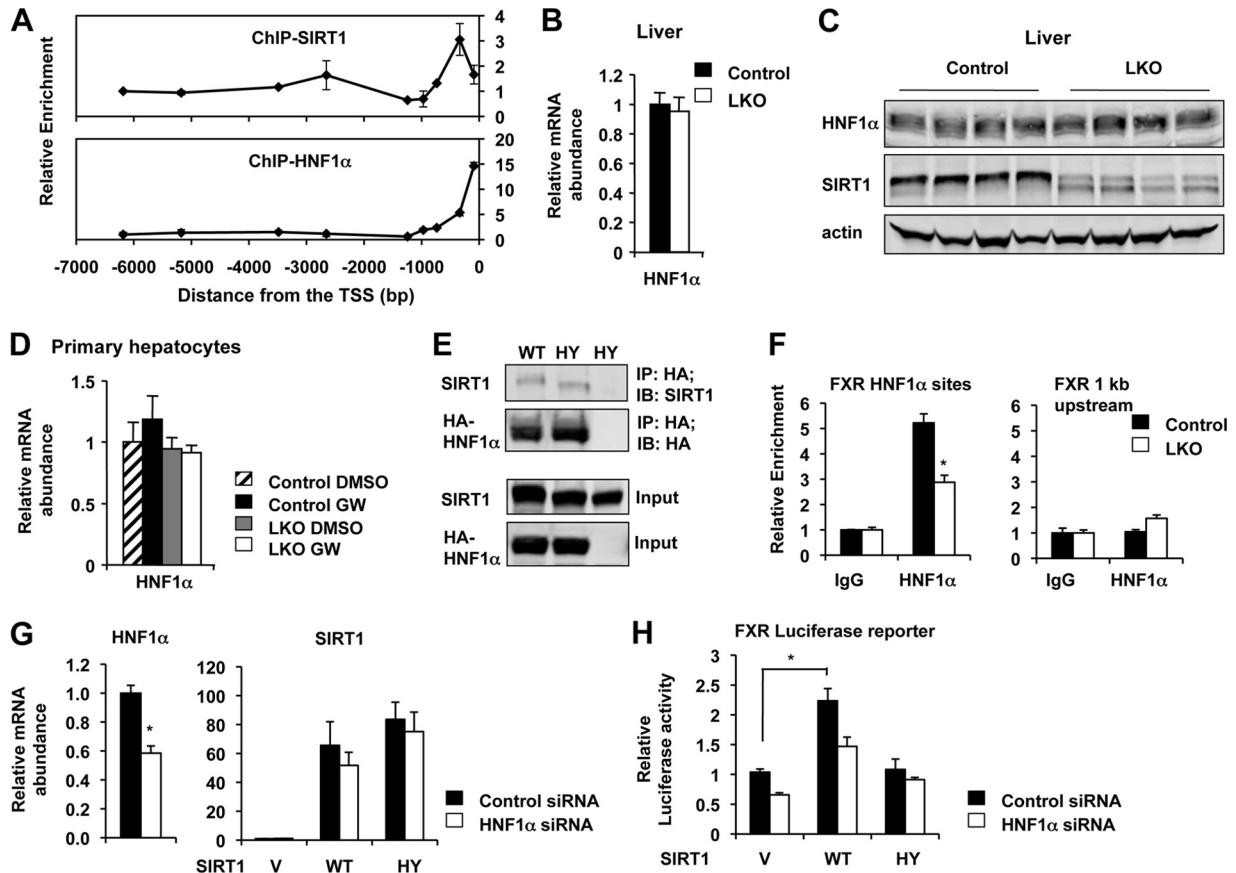 A
ChIP-SIRT1
4
3
2
1
0
ChIP-HNF1α
20
15
10
5
0
Relative Enrichment
-7000 -6000 -5000 -4000 -3000 -2000 -1000 0
Distance from the TSS (bp)
B
Liver
Control
LKO
1.2
1
0.8
0.6
0.4
0.2
0
Relative mRNA
abundance
HNF1α
C
Liver
Control LKO
HNF1α
SIRT1
actin
D Primary hepatocytes
1.5
1
0.5
0
Relative mRNA
abundance
HNF1α
Control DMSO
Control GW
LKO DMSO
LKO GW
E
WT HY HY
SIRT1
IP: HA;
IB: SIRT1
HA-
HNF1α
IP: HA;
IB: HA
SIRT1
Input
HA-
HNF1α
Input
F
FXR HNF1α sites
6
5
4
3
2
1
0
Relative Enrichment
*
IgG HNF1α
FXR 1 kb
upstream
6
5
4
3
2
1
0
Control
LKO
IgG HNF1α
G
HNF1α
1.2
1.0
0.8
0.6
0.4
0.2
0.0
Relative mRNA
abundance
*
SIRT1
120
100
80
60
40
20
0
SIRT1 V WT HY
Control siRNA
HNF1α siRNA
H
FXR Luciferase reporter
3
2.5
2
1.5
1
0.5
0
Relative
Luciferase activity
*
SIRT1 V WT HY
Control siRNA
HNF1α siRNA